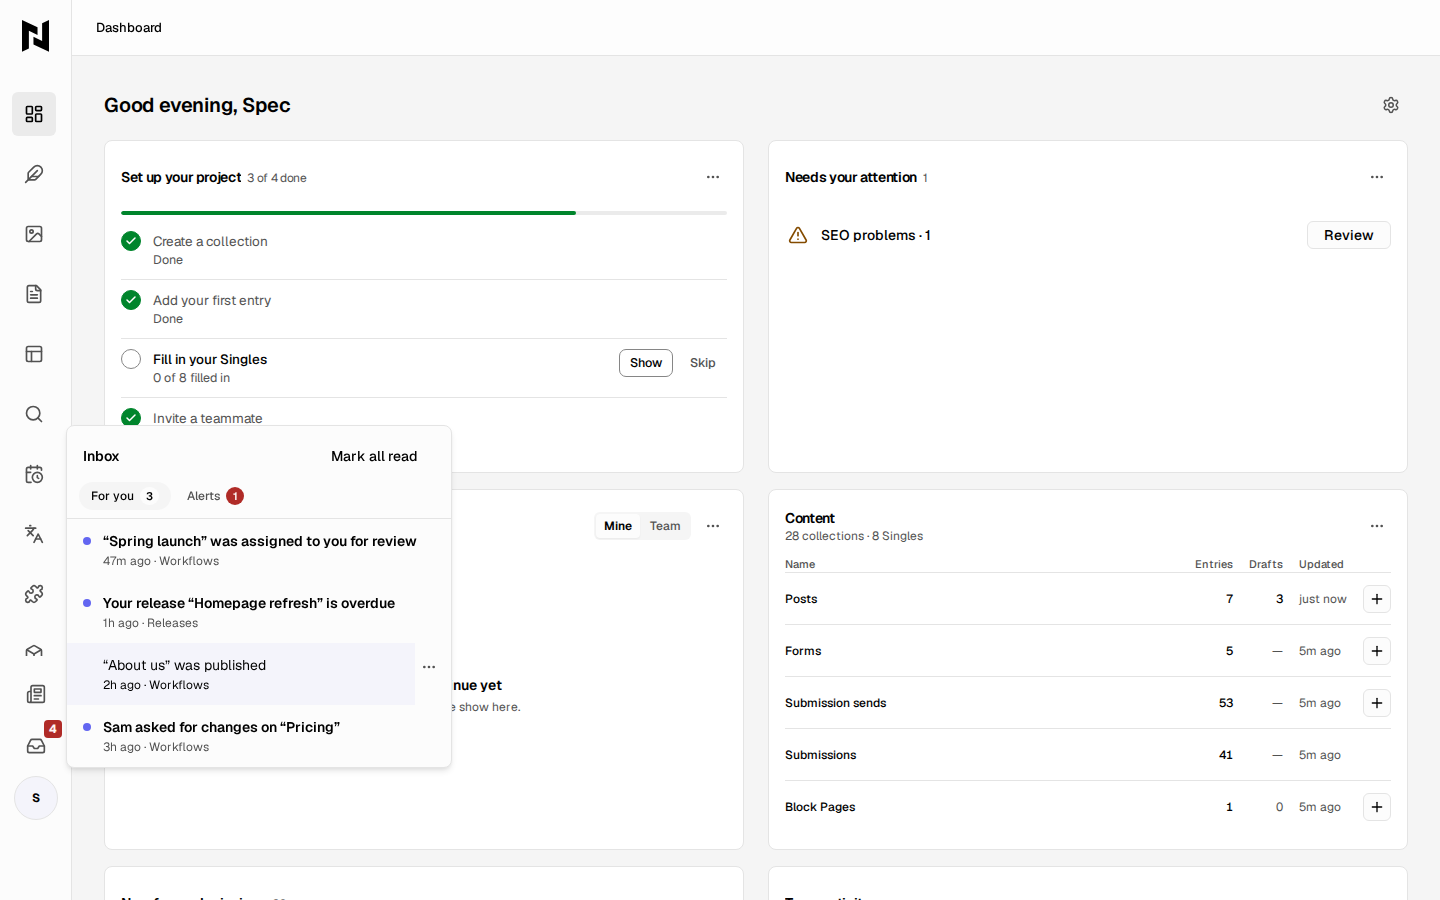 Dashboard
Good evening, Spec
Set up your project 3 of 4 done
Create a collection
Done
Add your first entry
Done
Fill in your Singles
0 of 8 filled in
Show
Skip
Invite a teammate
Needs your attention 1
SEO problems · 1
Review
Inbox
Mark all read
For you 3
Alerts 1
“Spring launch” was assigned to you for review
47m ago · Workflows
Your release “Homepage refresh” is overdue
1h ago · Releases
“About us” was published
2h ago · Workflows
Sam asked for changes on “Pricing”
3h ago · Workflows
4
S
Mine
Team
yet
show here.
Content
28 collections · 8 Singles
Name Entries Drafts Updated
Posts 7 3 just now
Forms 5 — 5m ago
Submission sends 53 — 5m ago
Submissions 41 — 5m ago
Block Pages 1 0 5m ago